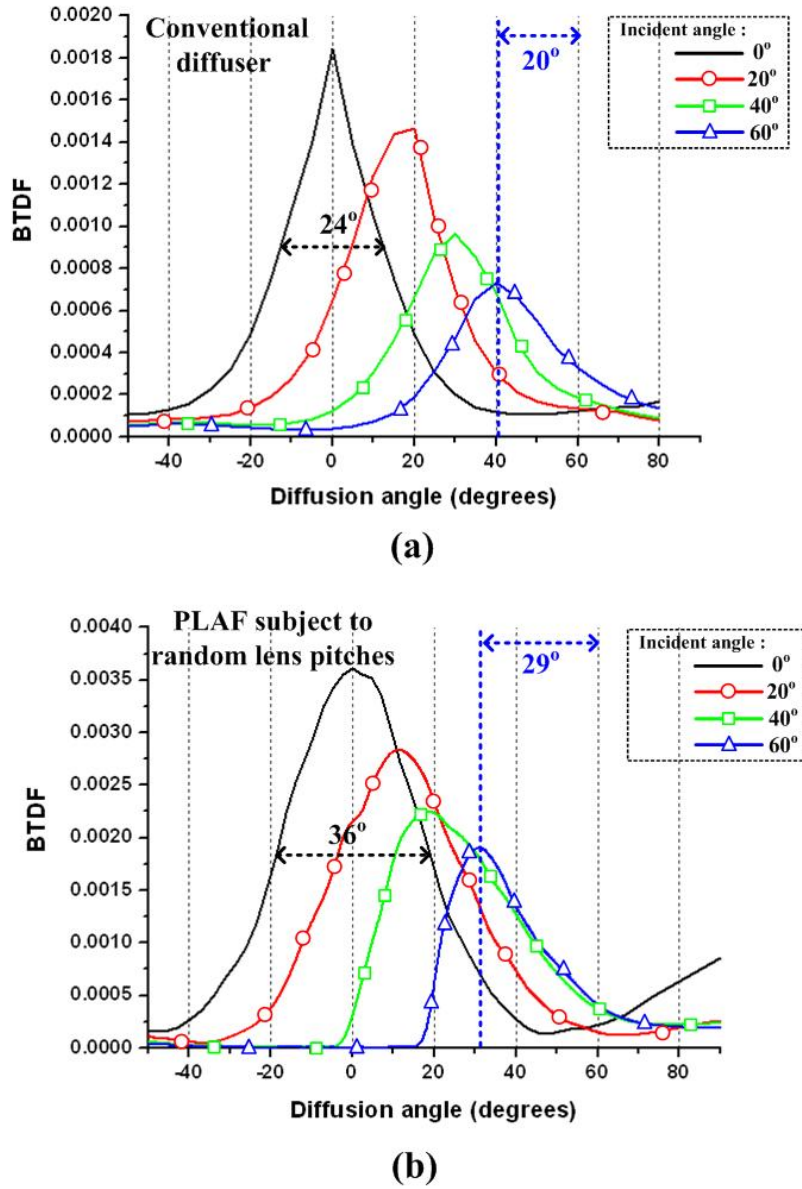 Conventional
diffuser
20°
24°
Incident angle :
0°
20°
40°
60°
BTDF
0.0020
0.0018
0.0016
0.0014
0.0012
0.0010
0.0008
0.0006
0.0004
0.0002
0.0000
-40 -20 0 20 40 60 80
Diffusion angle (degrees)
(a)
PLAF subject to
random lens pitches
29°
36°
Incident angle :
0°
20°
40°
60°
BTDF
0.0040
0.0035
0.0030
0.0025
0.0020
0.0015
0.0010
0.0005
0.0000
-40 -20 0 20 40 60 80
Diffusion angle (degrees)
(b)